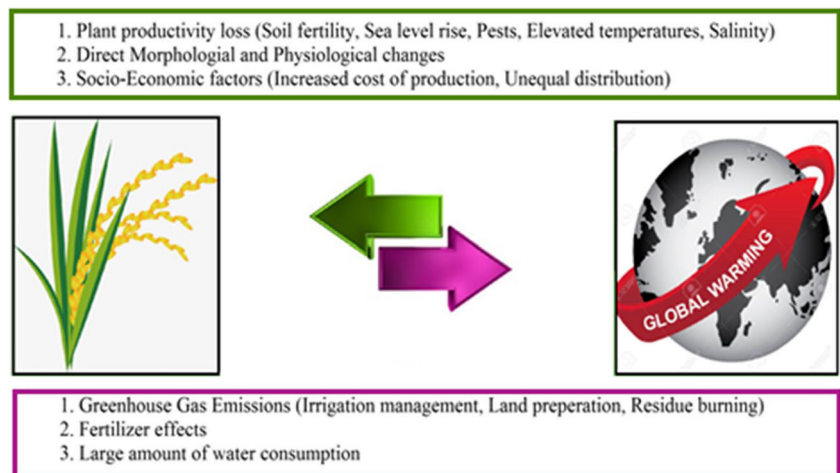 1. Plant productivity loss (Soil fertility, Sea level rise, Pests, Elevated temperatures, Salinity)
2. Direct Morphologial and Physiological changes
3. Socio-Economic factors (Increased cost of production, Unequal distribution)
GLOBAL WARMING
1. Greenhouse Gas Emissions (Irrigation management, Land preperation, Residue burning)
2. Fertilizer effects
3. Large amount of water consumption